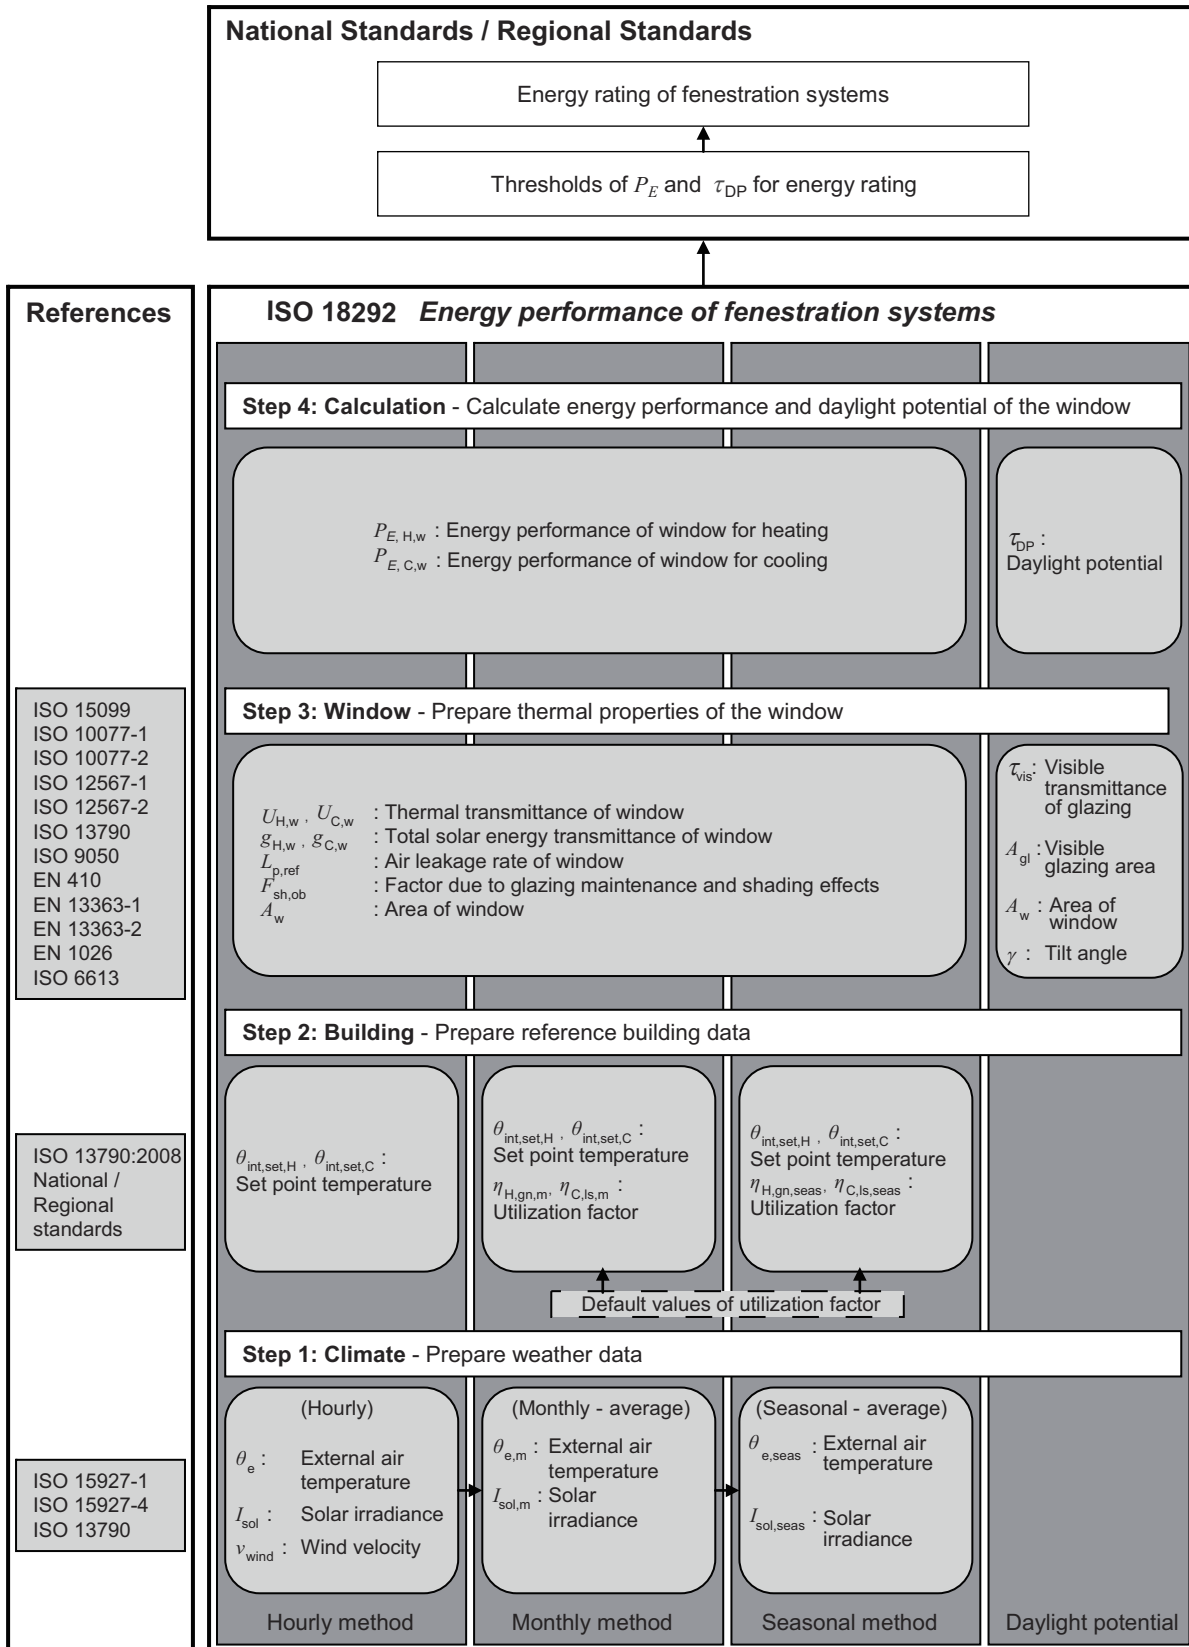 National Standards / Regional Standards
Energy rating of fenestration systems
Thresholds of P_E and τ_DP for energy rating
References
ISO 18292 Energy performance of fenestration systems
Step 4: Calculation - Calculate energy performance and daylight potential of the window
P_E, H,w : Energy performance of window for heating
P_E, C,w : Energy performance of window for cooling
τ_DP :
Daylight potential
ISO 15099
ISO 10077-1
ISO 10077-2
ISO 12567-1
ISO 12567-2
ISO 13790
ISO 9050
EN 410
EN 13363-1
EN 13363-2
EN 1026
ISO 6613
Step 3: Window - Prepare thermal properties of the window
U_H,w , U_C,w : Thermal transmittance of window
g_H,w , g_C,w : Total solar energy transmittance of window
L_p,ref : Air leakage rate of window
F_sh,ob : Factor due to glazing maintenance and shading effects
A_w : Area of window
τ_vis : Visible
transmittance
of glazing
A_gl : Visible
glazing area
A_w : Area of
window
γ : Tilt angle
Step 2: Building - Prepare reference building data
ISO 13790:2008
National /
Regional
standards
θ_int,set,H , θ_int,set,C :
Set point temperature
θ_int,set,H , θ_int,set,C :
Set point temperature
η_H,gn,m, η_C,ls,m :
Utilization factor
θ_int,set,H , θ_int,set,C :
Set point temperature
η_H,gn,seas, η_C,ls,seas :
Utilization factor
Default values of utilization factor
Step 1: Climate - Prepare weather data
ISO 15927-1
ISO 15927-4
ISO 13790
(Hourly)
θ_e : External air
temperature
I_sol : Solar irradiance
v_wind : Wind velocity
(Monthly - average)
θ_e,m : External air
temperature
I_sol,m : Solar
irradiance
(Seasonal - average)
θ_e,seas : External air
temperature
I_sol,seas : Solar
irradiance
Hourly method
Monthly method
Seasonal method
Daylight potential